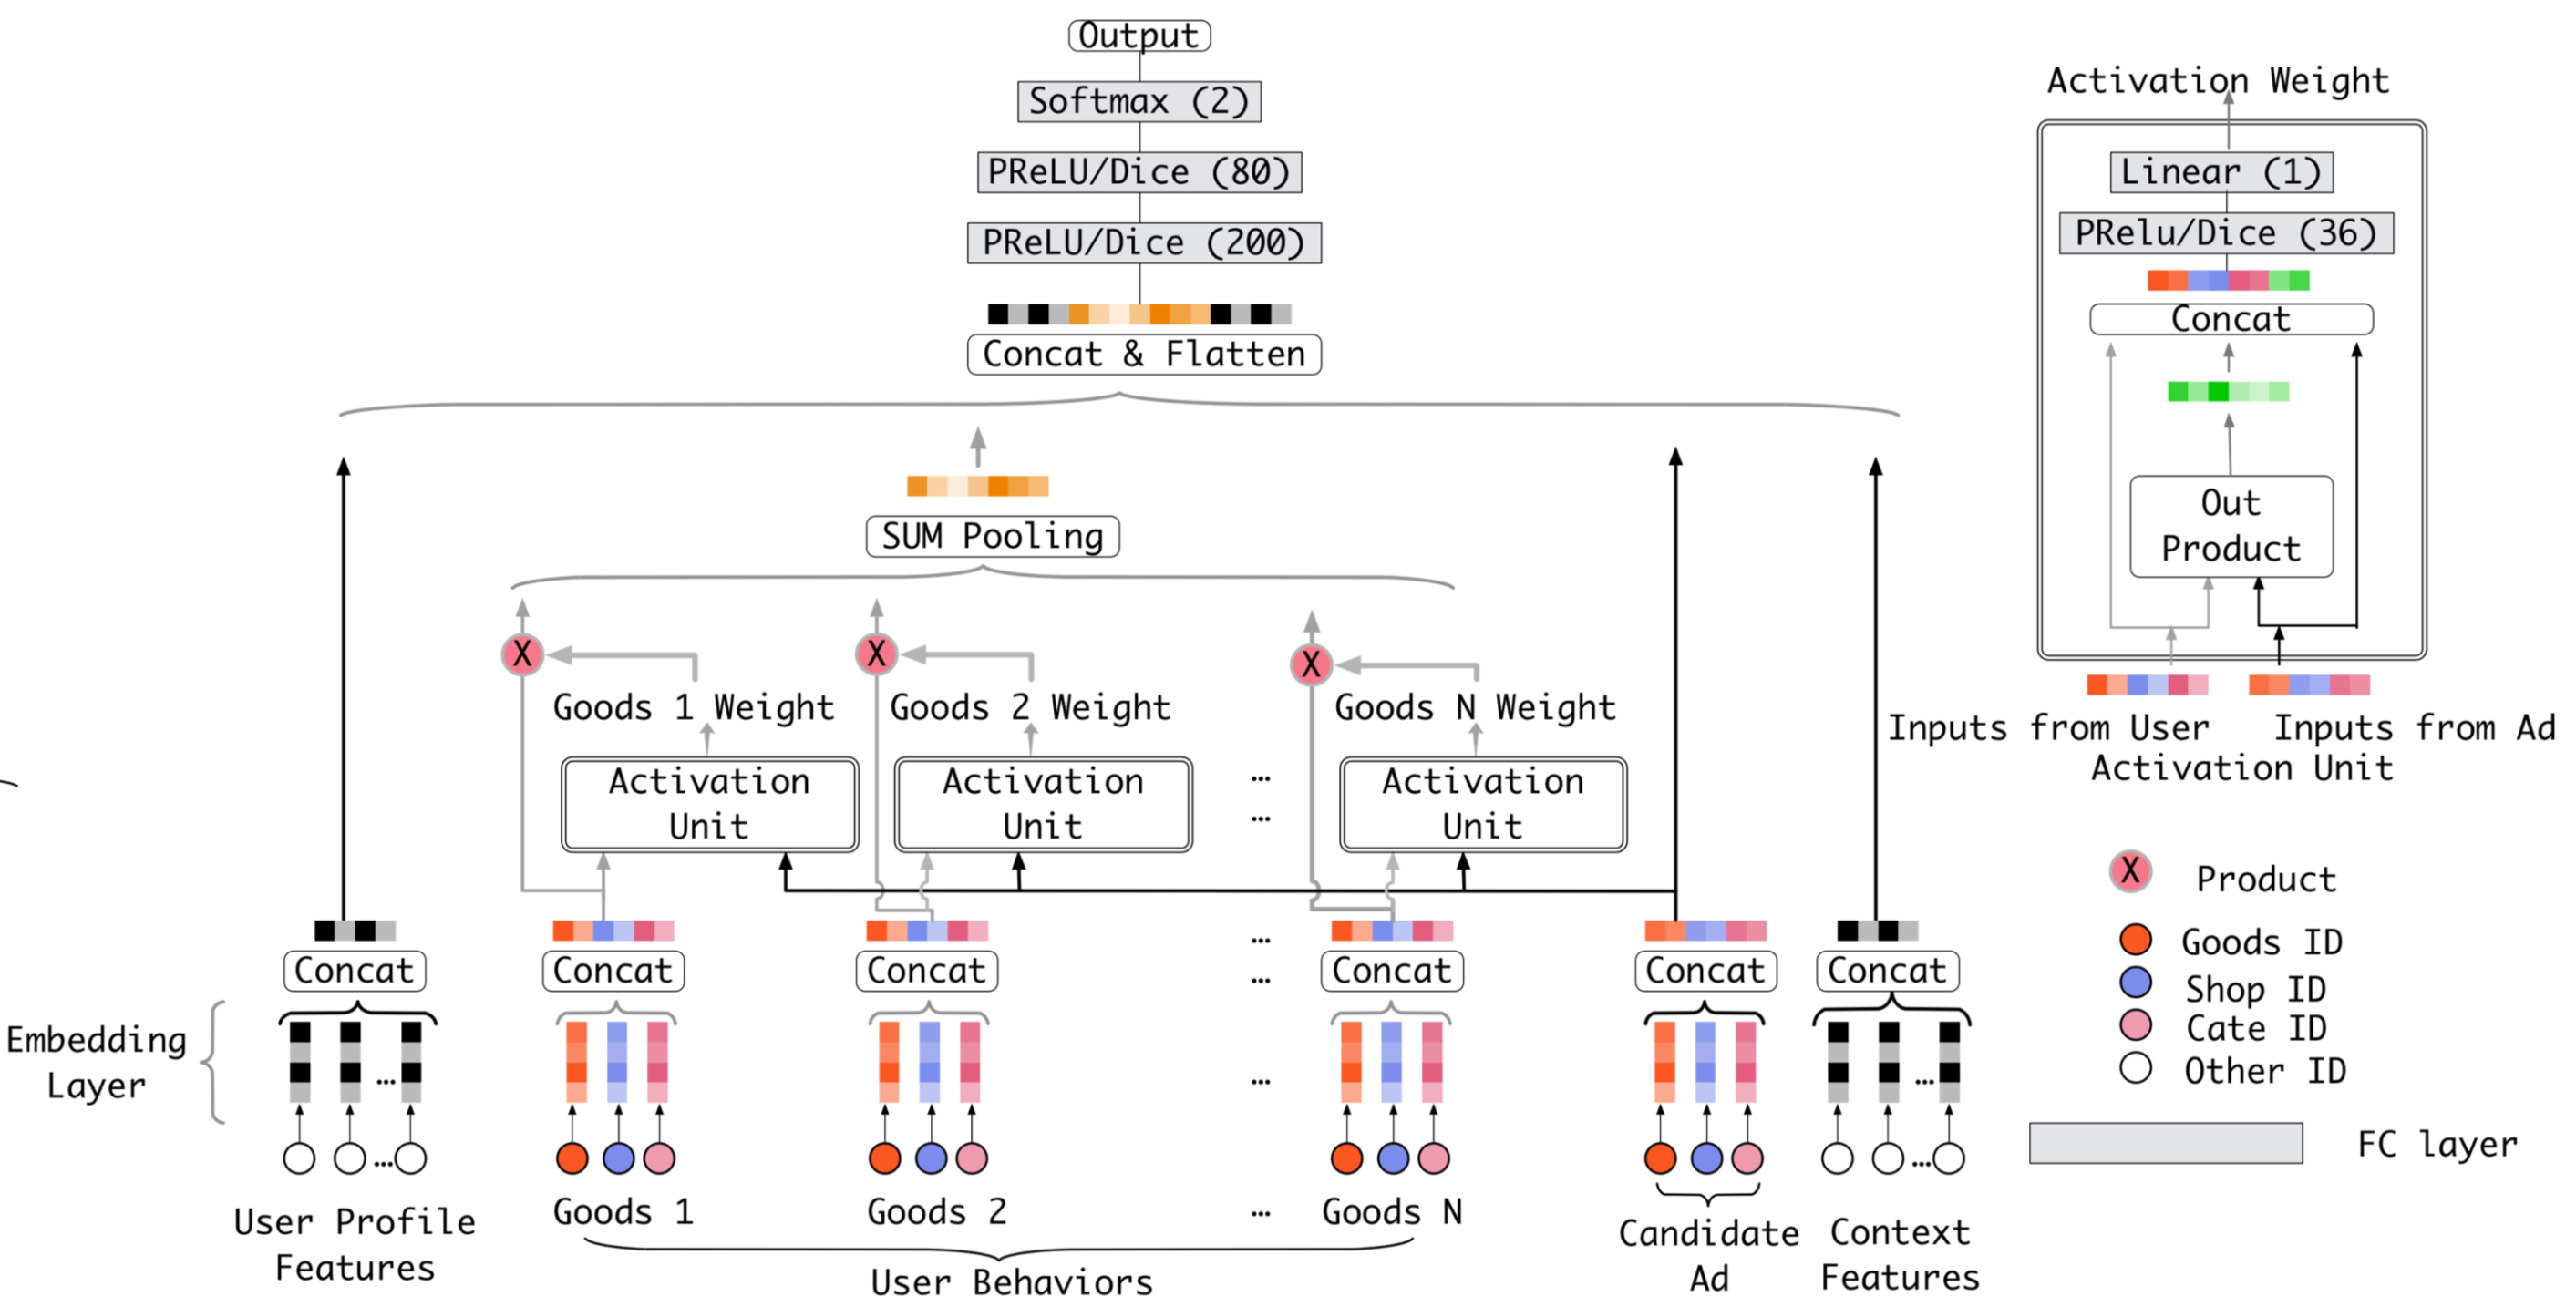 Output
Softmax (2)
PReLU/Dice (80)
PReLU/Dice (200)
Concat & Flatten
SUM Pooling
X
X
X
Goods 1 Weight
Goods 2 Weight
Goods N Weight
Activation
Unit
Activation
Unit
...
...
Activation
Unit
Concat
Concat
Concat
...
...
Concat
Concat
Concat
Embedding
Layer
...
...
...
...
...
User Profile
Features
Goods 1
Goods 2
...
Goods N
User Behaviors
Candidate
Ad
Context
Features
Activation Weight
Linear (1)
PRelu/Dice (36)
Concat
Out
Product
Inputs from User
Inputs from Ad
Activation Unit
X
Product
Goods ID
Shop ID
Cate ID
Other ID
FC layer